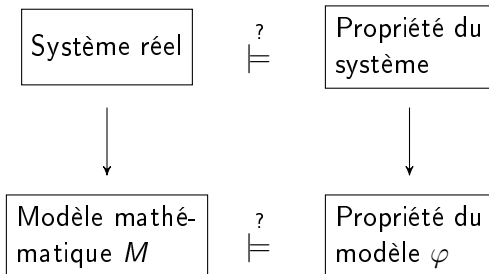 Système réel
?
⊨
Propriété du
système
Modèle mathé-
matique M
?
⊨
Propriété du
modèle φ